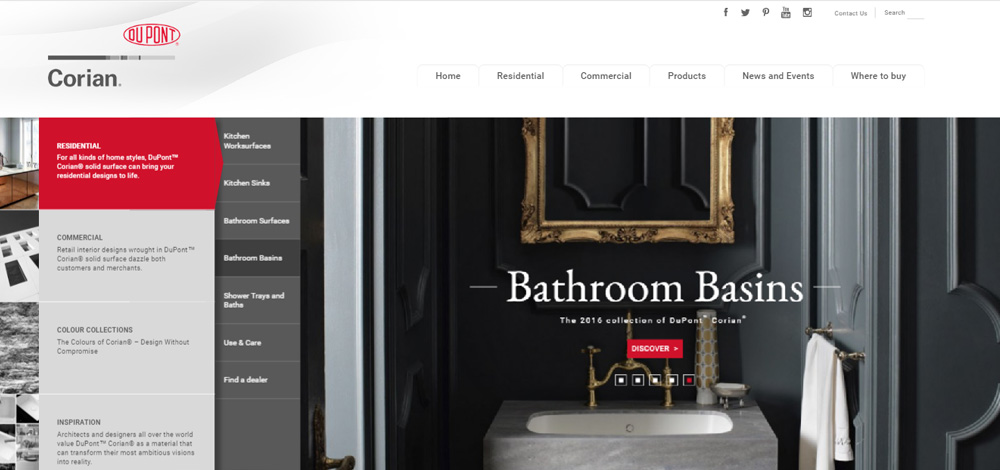 Contact Us
Search
DUPONT
Corian®
Home
Residential
Commercial
Products
News and Events
Where to buy
RESIDENTIAL
For all kinds of home styles, DuPont™
Corian® solid surface can bring your
residential designs to life.
COMMERCIAL
Retail interior designs wrought in DuPont™
Corian® solid surface dazzle both
customers and merchants.
COLOUR COLLECTIONS
The Colours of Corian® – Design Without
Compromise
INSPIRATION
Architects and designers all over the world
value DuPont™ Corian® as a material that
can transform their most ambitious visions
into reality.
Kitchen
Worksurfaces
Kitchen Sinks
Bathroom Surfaces
Bathroom Basins
Shower Trays and
Baths
Use & Care
Find a dealer
Bathroom Basins
The 2016 collection of DuPont™ Corian®
DISCOVER >